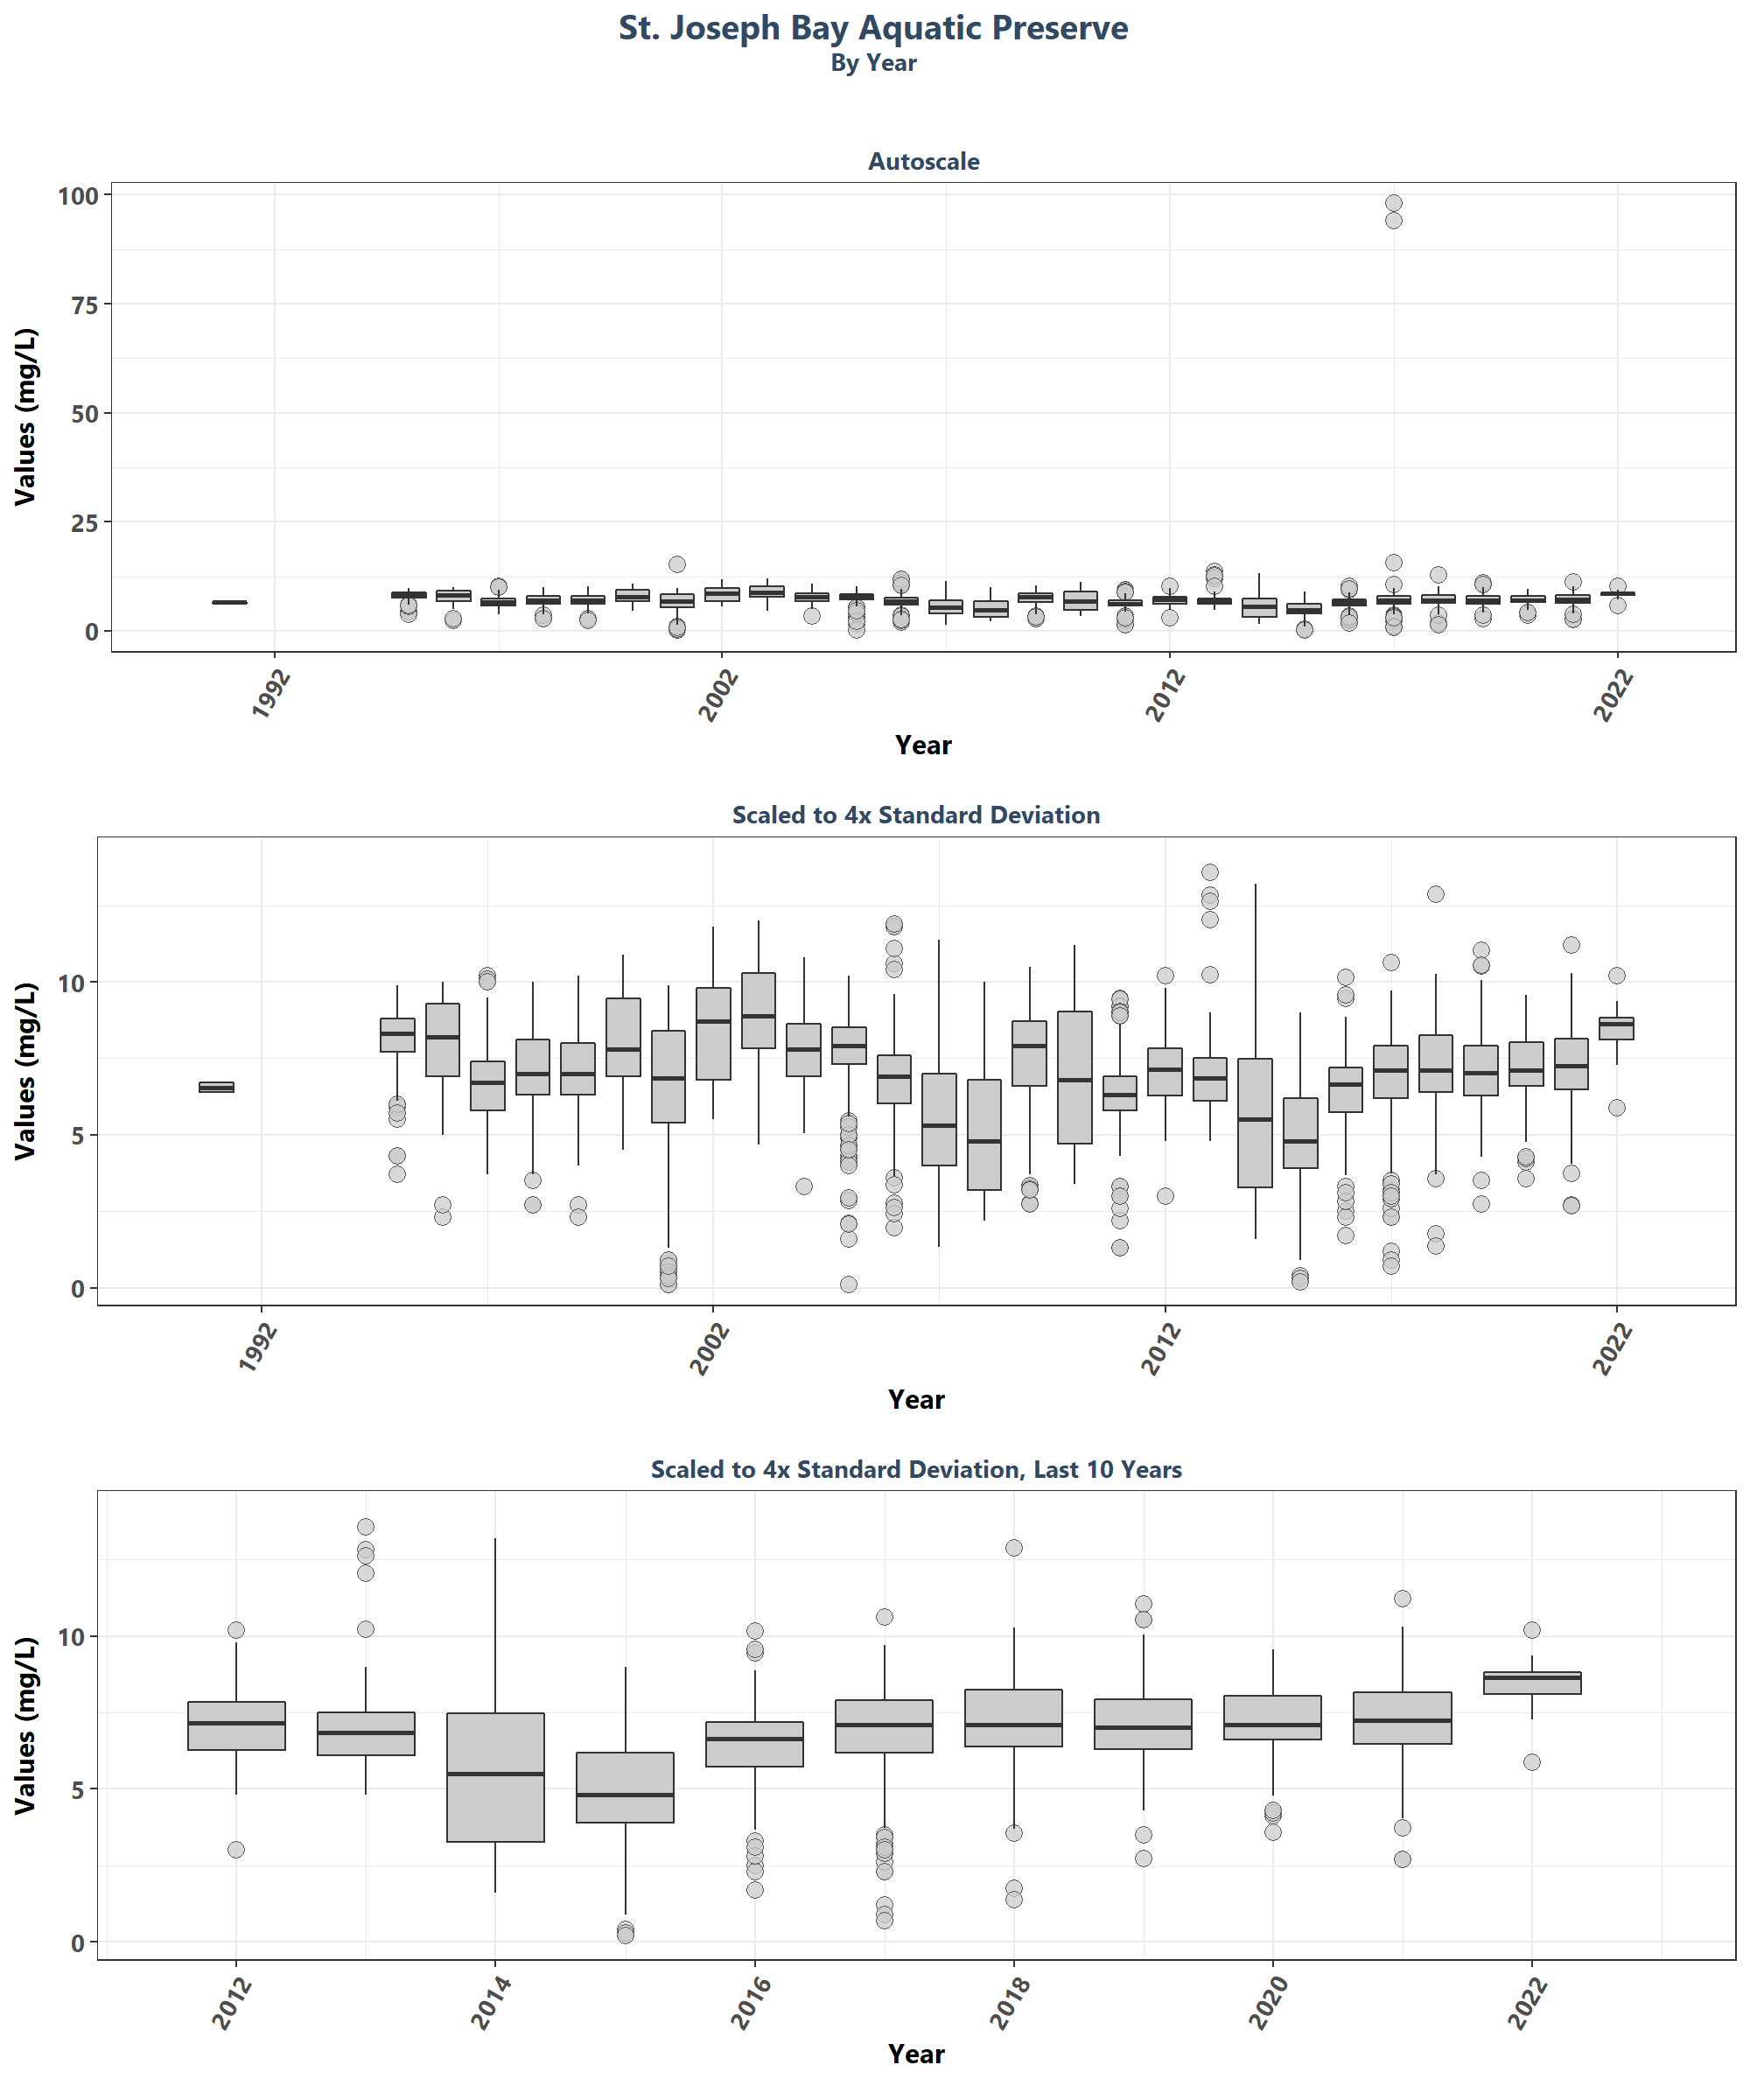 St. Joseph Bay Aquatic Preserve
By Year
Autoscale
Values (mg/L)
100
75
50
25
0
1992
2002
2012
2022
Year
Scaled to 4x Standard Deviation
Values (mg/L)
10
5
0
1992
2002
2012
2022
Year
Scaled to 4x Standard Deviation, Last 10 Years
Values (mg/L)
10
5
0
2012
2014
2016
2018
2020
2022
Year